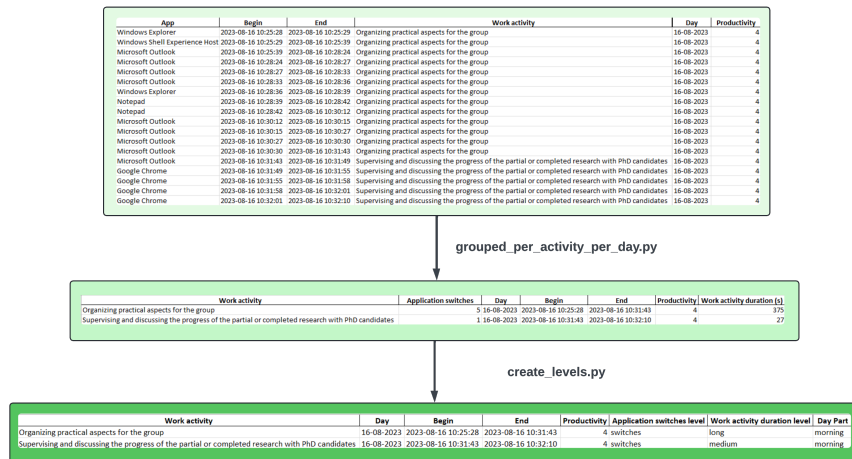 App Begin End Work activity Day Productivity
Windows Explorer 2023-08-16 10:25:28 2023-08-16 10:25:29 Organizing practical aspects for the group 16-08-2023 4
Windows Shell Experience Host 2023-08-16 10:25:29 2023-08-16 10:25:39 Organizing practical aspects for the group 16-08-2023 4
Microsoft Outlook 2023-08-16 10:25:39 2023-08-16 10:28:24 Organizing practical aspects for the group 16-08-2023 4
Microsoft Outlook 2023-08-16 10:28:24 2023-08-16 10:28:27 Organizing practical aspects for the group 16-08-2023 4
Microsoft Outlook 2023-08-16 10:28:27 2023-08-16 10:28:33 Organizing practical aspects for the group 16-08-2023 4
Microsoft Outlook 2023-08-16 10:28:33 2023-08-16 10:28:36 Organizing practical aspects for the group 16-08-2023 4
Windows Explorer 2023-08-16 10:28:36 2023-08-16 10:28:39 Organizing practical aspects for the group 16-08-2023 4
Notepad 2023-08-16 10:28:39 2023-08-16 10:28:42 Organizing practical aspects for the group 16-08-2023 4
Notepad 2023-08-16 10:28:42 2023-08-16 10:30:12 Organizing practical aspects for the group 16-08-2023 4
Microsoft Outlook 2023-08-16 10:30:12 2023-08-16 10:30:15 Organizing practical aspects for the group 16-08-2023 4
Microsoft Outlook 2023-08-16 10:30:15 2023-08-16 10:30:27 Organizing practical aspects for the group 16-08-2023 4
Microsoft Outlook 2023-08-16 10:30:27 2023-08-16 10:30:30 Organizing practical aspects for the group 16-08-2023 4
Microsoft Outlook 2023-08-16 10:30:30 2023-08-16 10:31:43 Organizing practical aspects for the group 16-08-2023 4
Microsoft Outlook 2023-08-16 10:31:43 2023-08-16 10:31:49 Supervising and discussing the progress of the partial or completed research with PhD candidates 16-08-2023 4
Google Chrome 2023-08-16 10:31:49 2023-08-16 10:31:55 Supervising and discussing the progress of the partial or completed research with PhD candidates 16-08-2023 4
Google Chrome 2023-08-16 10:31:55 2023-08-16 10:31:58 Supervising and discussing the progress of the partial or completed research with PhD candidates 16-08-2023 4
Google Chrome 2023-08-16 10:31:58 2023-08-16 10:32:01 Supervising and discussing the progress of the partial or completed research with PhD candidates 16-08-2023 4
Google Chrome 2023-08-16 10:32:01 2023-08-16 10:32:10 Supervising and discussing the progress of the partial or completed research with PhD candidates 16-08-2023 4
grouped_per_activity_per_day.py
Work activity Application switches Day Begin End Productivity Work activity duration (s)
Organizing practical aspects for the group 5 16-08-2023 2023-08-16 10:25:28 2023-08-16 10:31:43 4 375
Supervising and discussing the progress of the partial or completed research with PhD candidates 1 16-08-2023 2023-08-16 10:31:43 2023-08-16 10:32:10 4 27
create_levels.py
Work activity Day Begin End Productivity Application switches level Work activity duration level Day Part
Organizing practical aspects for the group 16-08-2023 2023-08-16 10:25:28 2023-08-16 10:31:43 4 switches long morning
Supervising and discussing the progress of the partial or completed research with PhD candidates 16-08-2023 2023-08-16 10:31:43 2023-08-16 10:32:10 4 switches medium morning